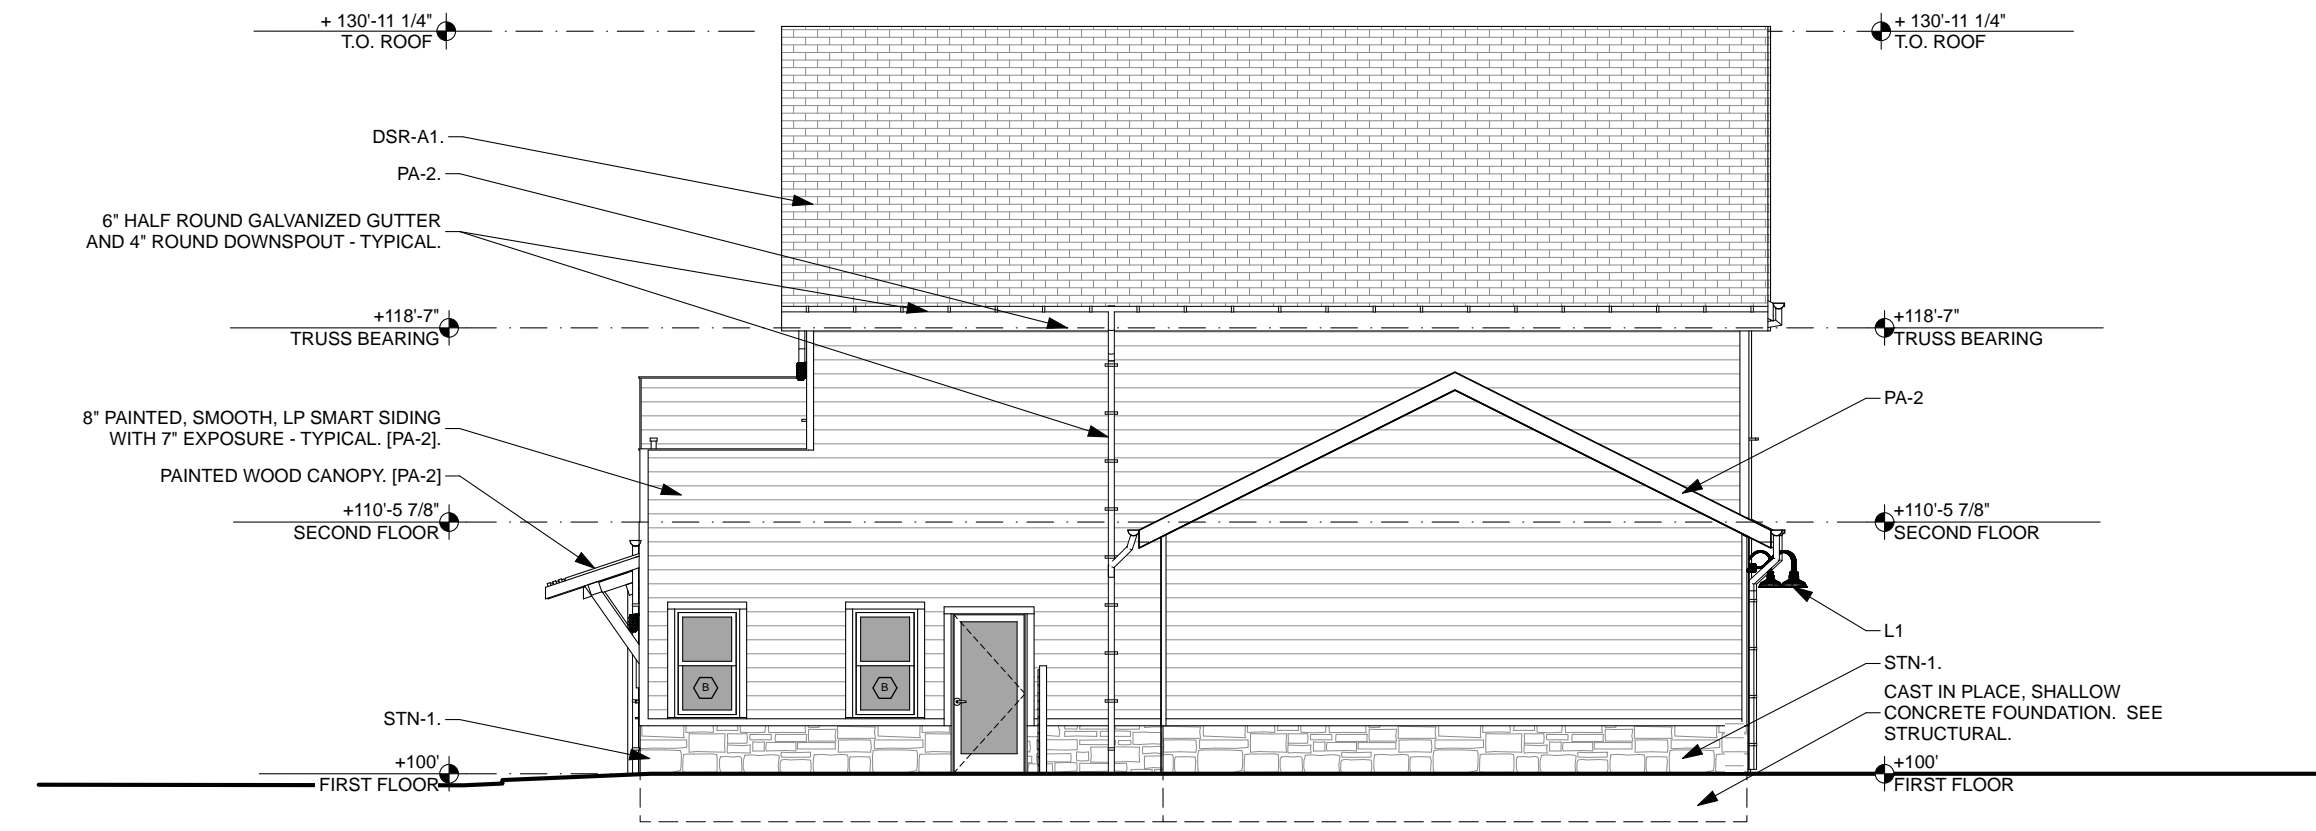 + 130'-11 1/4"
T.O. ROOF
+ 130'-11 1/4"
T.O. ROOF
DSR-A1.
PA-2.
6" HALF ROUND GALVANIZED GUTTER
AND 4" ROUND DOWNSPOUT - TYPICAL.
+118'-7"
TRUSS BEARING
+118'-7"
TRUSS BEARING
PA-2
8" PAINTED, SMOOTH, LP SMART SIDING
WITH 7" EXPOSURE - TYPICAL. [PA-2].
PAINTED WOOD CANOPY. [PA-2]
+110'-5 7/8"
SECOND FLOOR
+110'-5 7/8"
SECOND FLOOR
L1
B
B
STN-1.
STN-1.
CAST IN PLACE, SHALLOW
CONCRETE FOUNDATION.  SEE
STRUCTURAL.
+100'
FIRST FLOOR
+100'
FIRST FLOOR